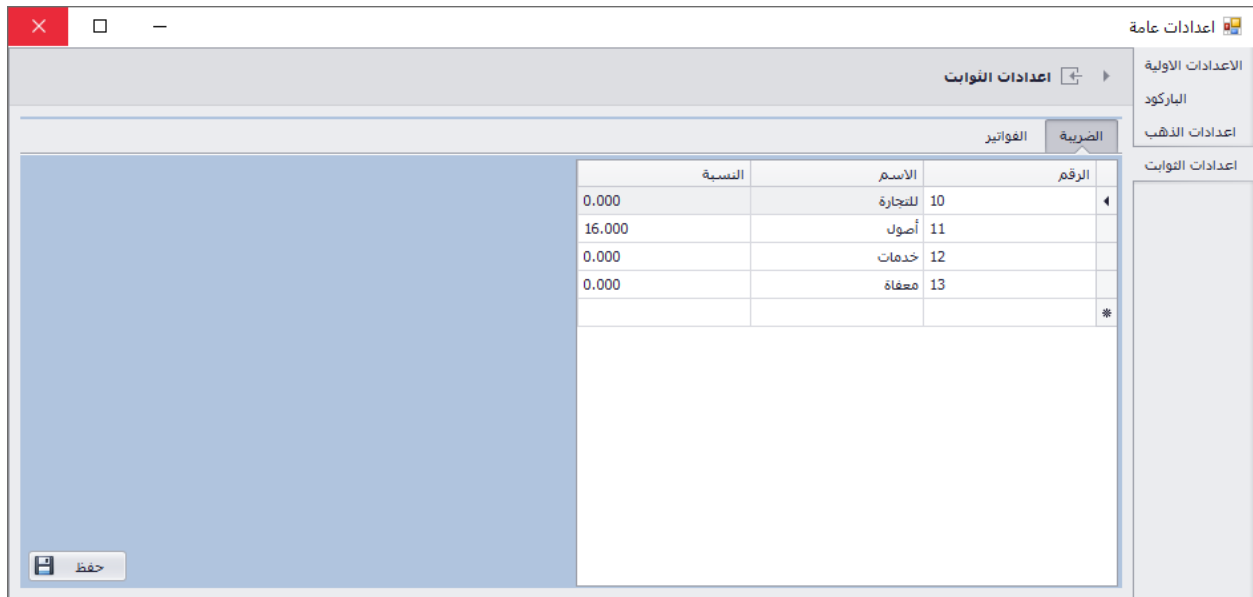 اعدادات عامة
الاعدادات الاولية
الباركود
اعدادات الذهب
اعدادات الثوابت
اعدادات الثوابت
الضريبة الفواتير
الرقم الاسم النسبة
10 للتجارة 0.000
11 أصول 16.000
12 خدمات 0.000
13 معفاة 0.000
حفظ